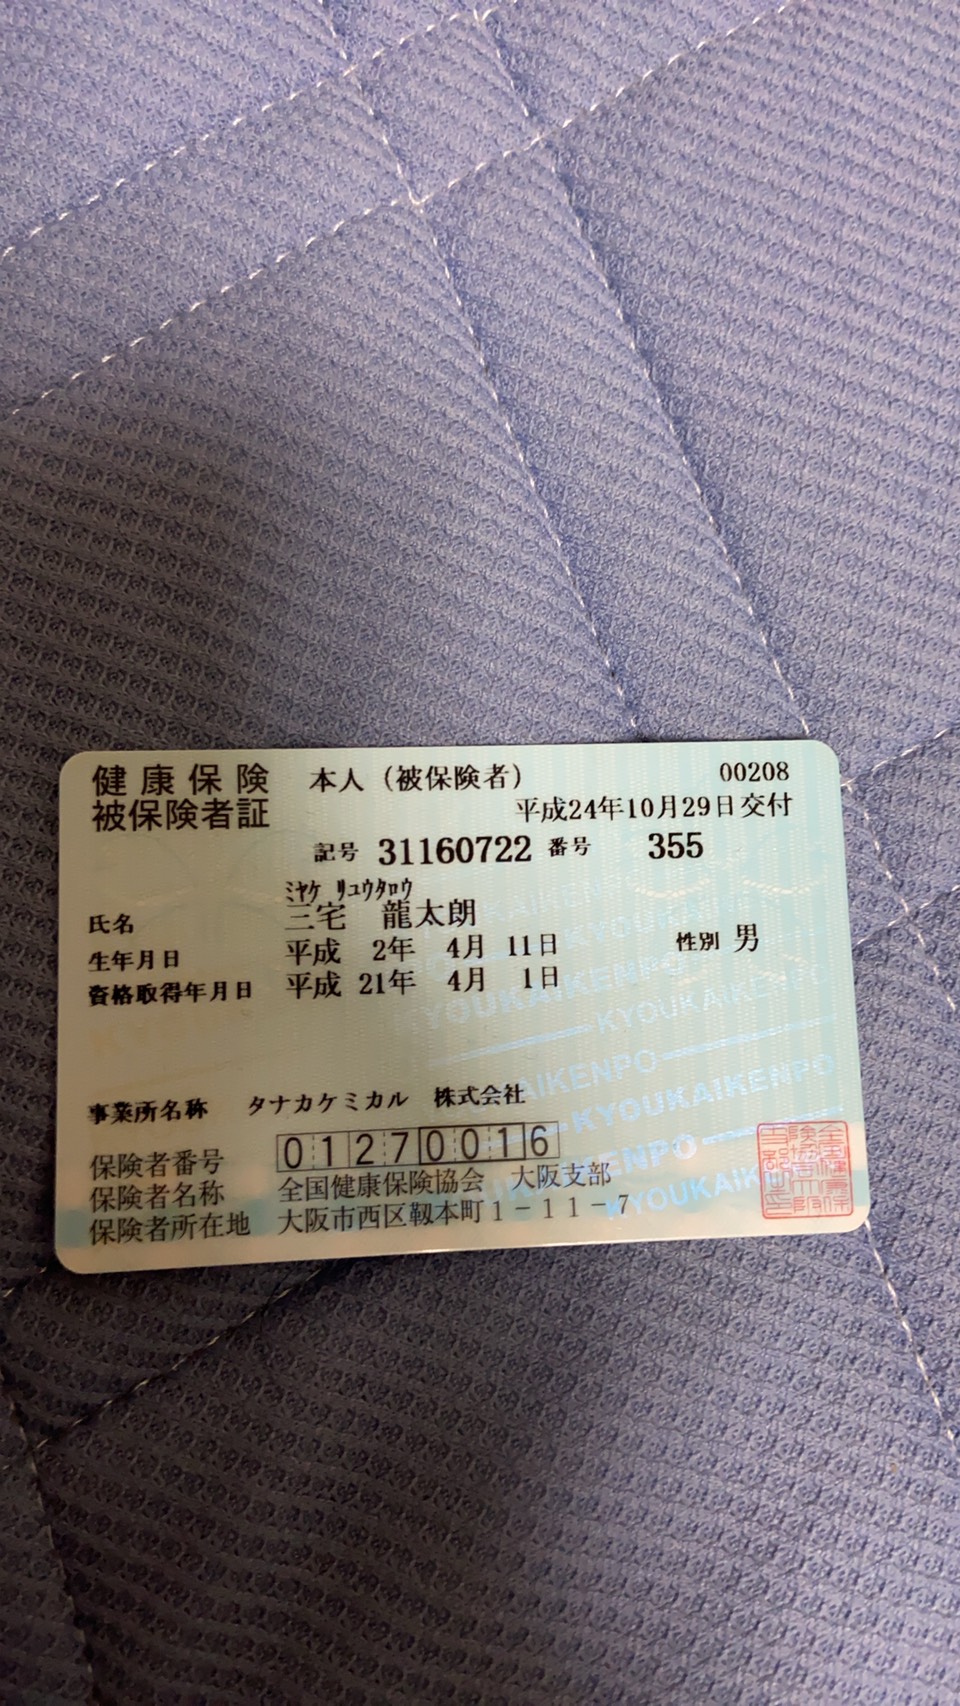 健康保険 本人(被保険者) 00208
被保険者証 平成24年10月29日交付
記号 31160722 番号 355
ミヤケ リュウタロウ
氏名 三宅 龍太朗
生年月日 平成 2年 4月 11日 性別 男
資格取得年月日 平成 21年 4月 1日
KYOUKAIKENPO
KYOUKAIKENPO
AIKENPO
KYOUKAIKENPO
事業所名称 タナカケミカル 株式会社
保険者番号 01270016
保険者名称 全国健康保険協会 大阪支部
保険者所在地 大阪市西区靱本町1-11-7